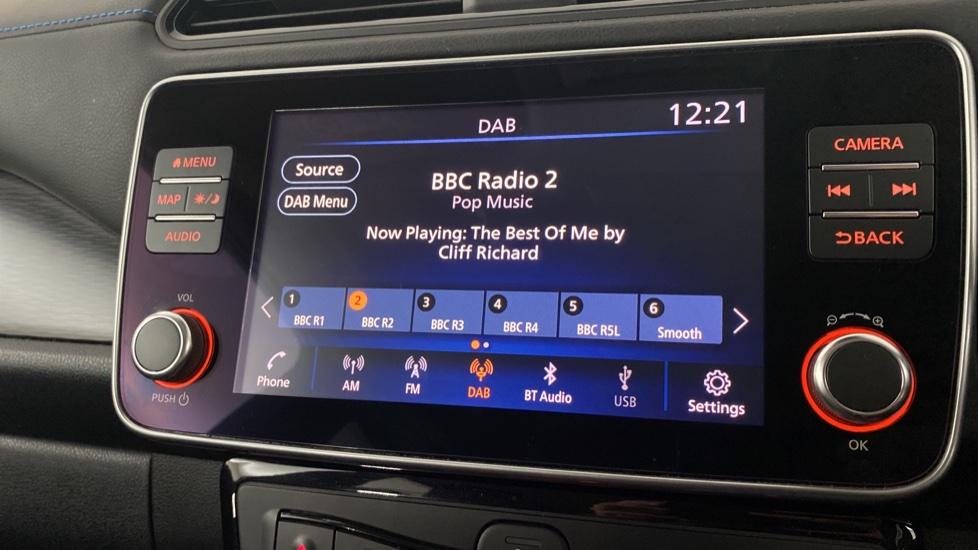 DAB
12:21
Source
DAB Menu
BBC Radio 2
Pop Music
Now Playing: The Best Of Me by
Cliff Richard
1 BBC R1
2 BBC R2
3 BBC R3
4 BBC R4
5 BBC R5L
6 Smooth
Phone
AM
FM
DAB
BT Audio
USB
Settings
MENU
MAP
AUDIO
VOL
PUSH
CAMERA
BACK
OK